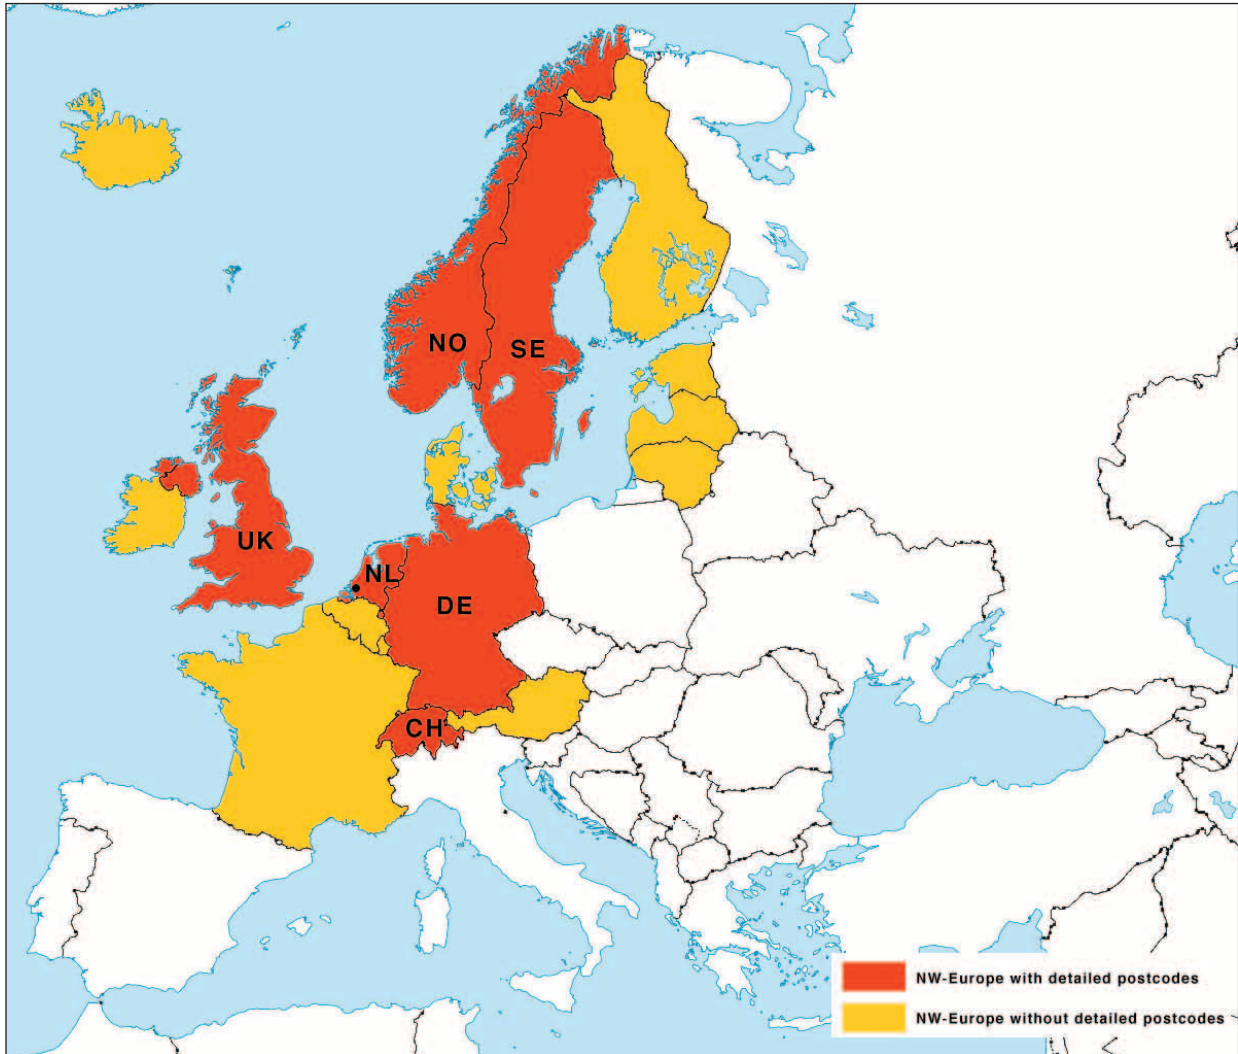 NO
SE
UK
NL
DE
CH
NW-Europe with detailed postcodes
NW-Europe without detailed postcodes